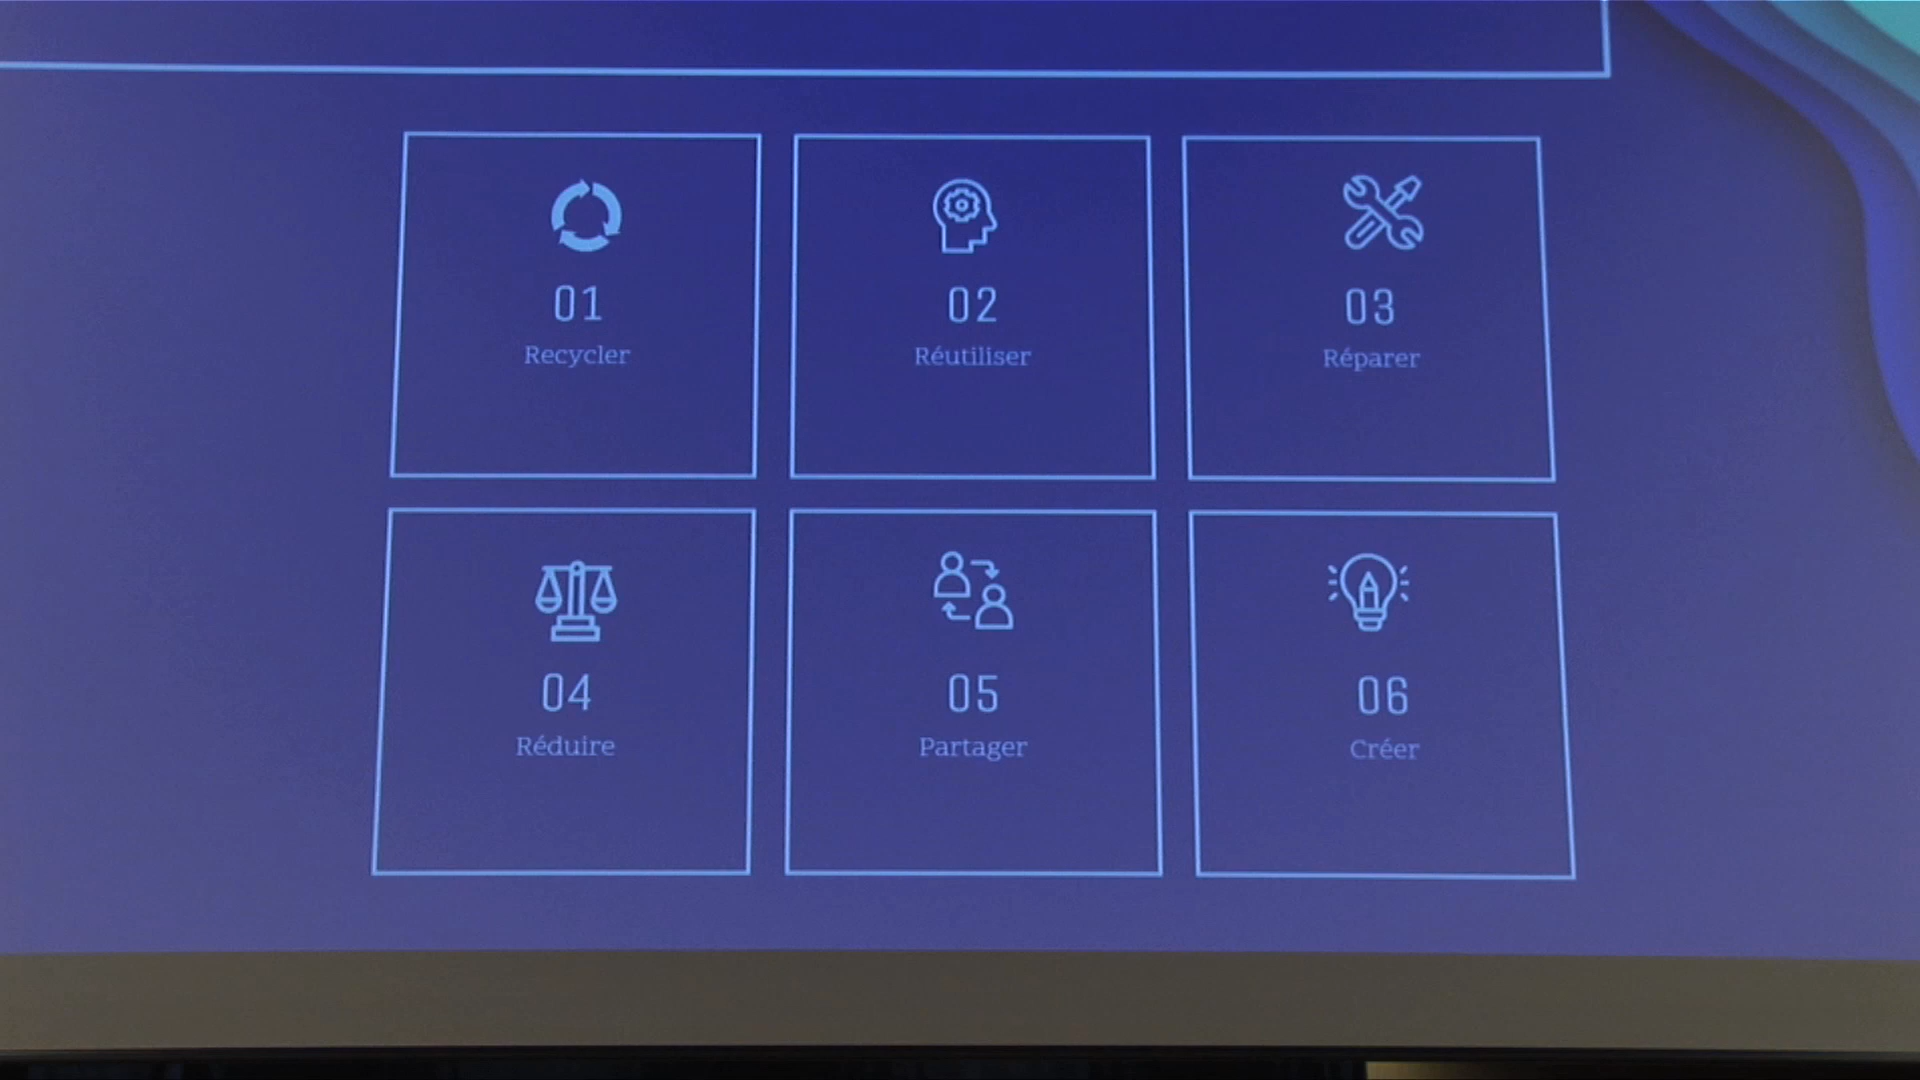 01
Recycler
02
Réutiliser
03
Réparer
04
Réduire
05
Partager
06
Créer